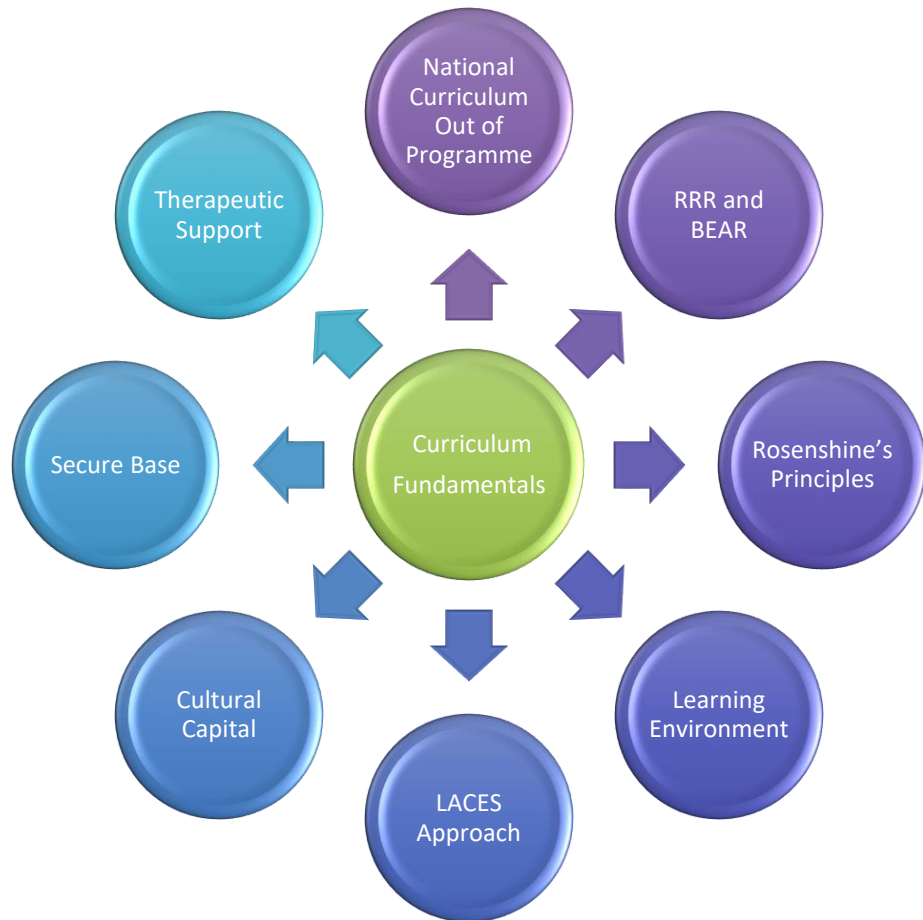 National
Curriculum
Out of
Programme
RRR and
BEAR
Rosenshine’s
Principles
Learning
Environment
LACES
Approach
Cultural
Capital
Secure Base
Therapeutic
Support
Curriculum
Fundamentals